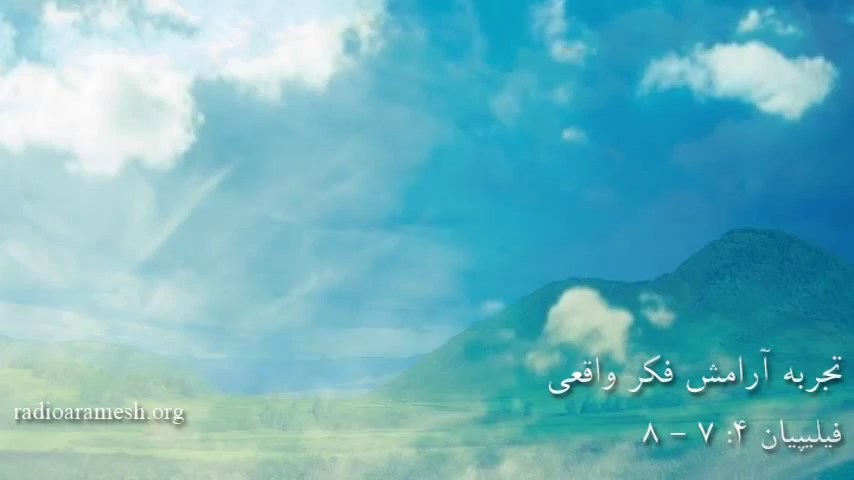 تجربه آرامش فکر واقعی
radioaramesh.org
فیلیپیان ۴: ۷ – ۸